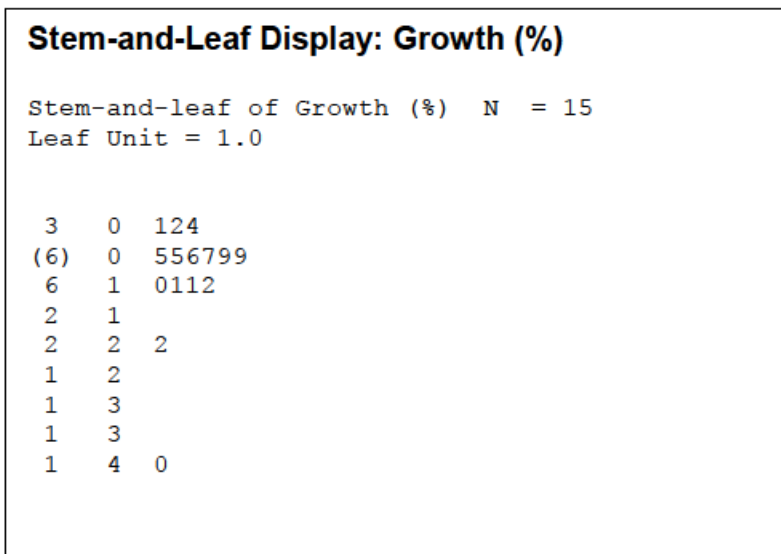 Stem-and-Leaf Display: Growth (%)
Stem-and-leaf of Growth (%)  N  = 15
Leaf Unit = 1.0
 3   0  124
(6)  0  556799
 6   1  0112
 2   1
 2   2  2
 1   2
 1   3
 1   3
 1   4  0